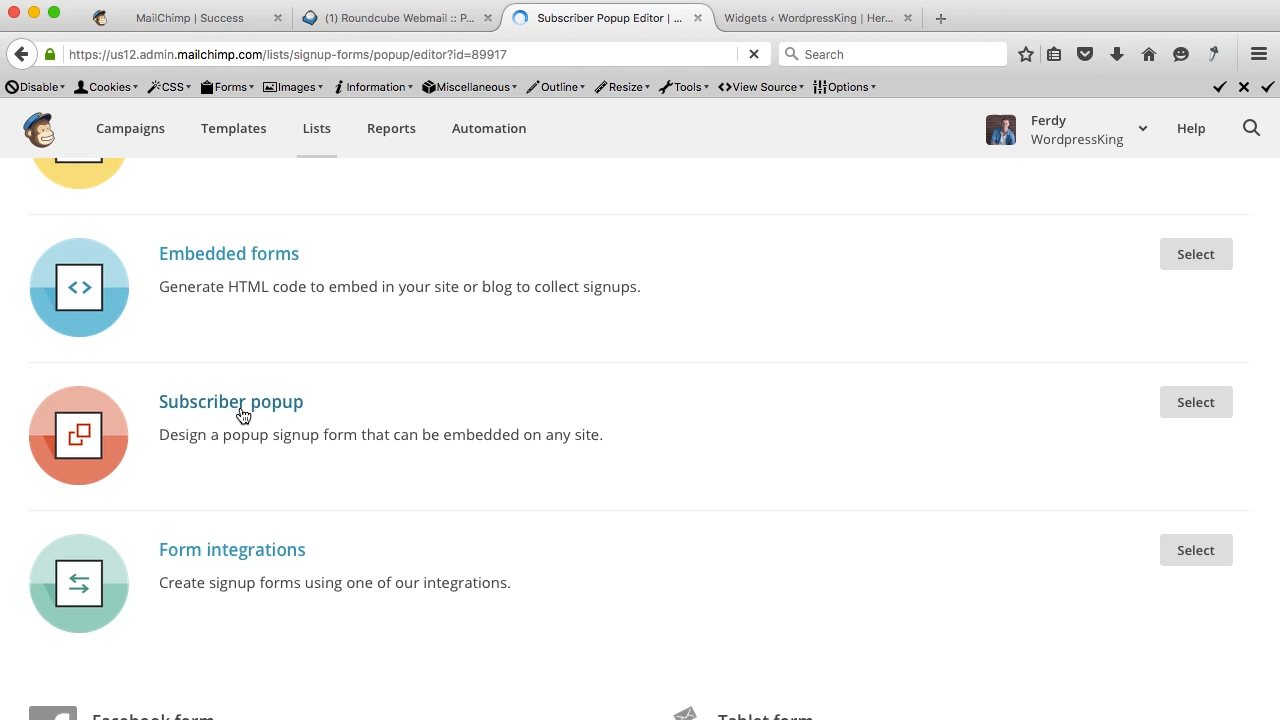 MailChimp | Success
(1) Roundcube Webmail :: P...
Subscriber Popup Editor | ...
Widgets ‹ WordpressKing | Her...
https://us12.admin.mailchimp.com/lists/signup-forms/popup/editor?id=89917
Search
Disable Cookies CSS Forms Images Information Miscellaneous Outline Resize Tools View Source Options
Campaigns
Templates
Lists
Reports
Automation
Ferdy
WordpressKing
Help
Embedded forms
Select
Generate HTML code to embed in your site or blog to collect signups.
Subscriber popup
Select
Design a popup signup form that can be embedded on any site.
Form integrations
Select
Create signup forms using one of our integrations.
Facebook form
Tablet form